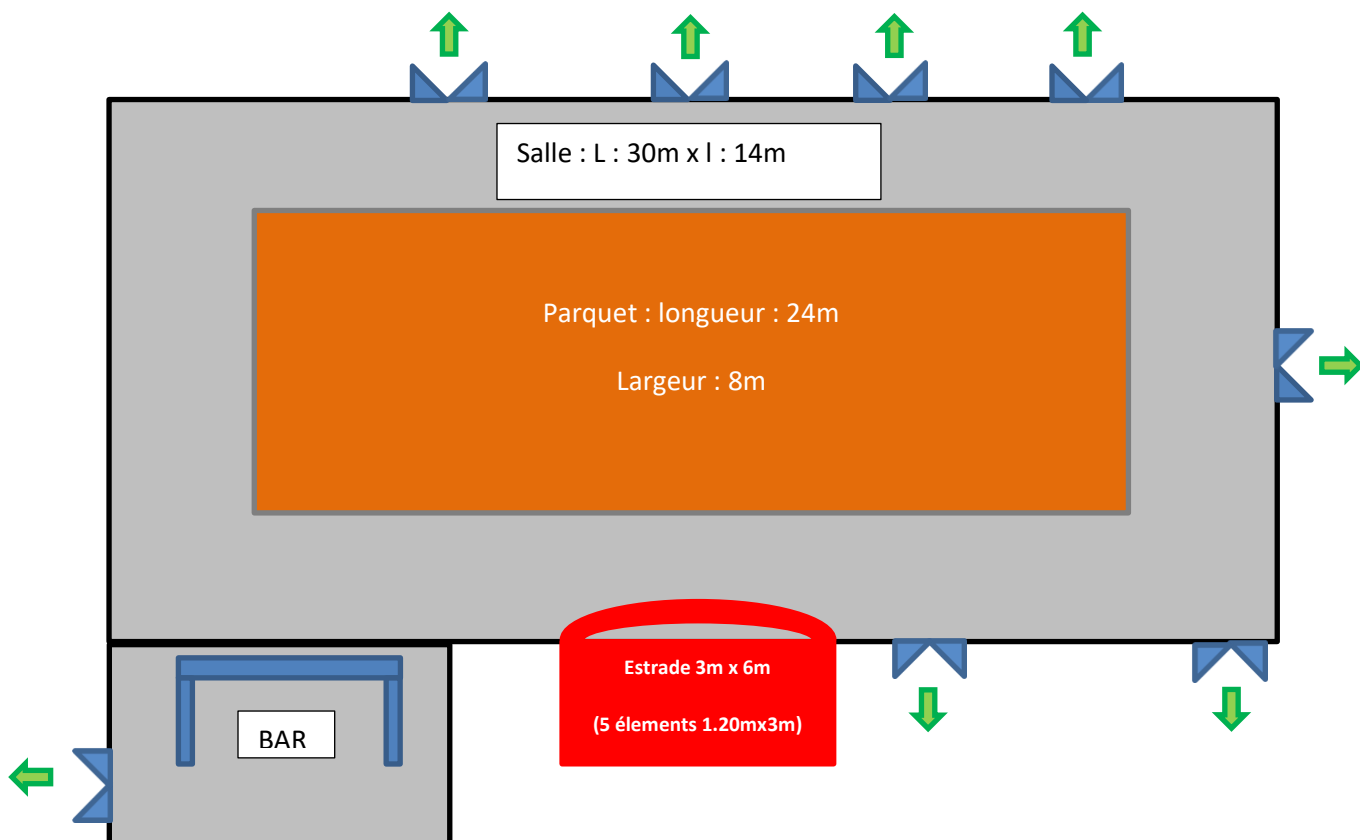 Salle : L : 30m x l : 14m
Parquet : longueur : 24m
Largeur : 8m
Estrade 3m x 6m
(5 élements 1.20mx3m)
BAR